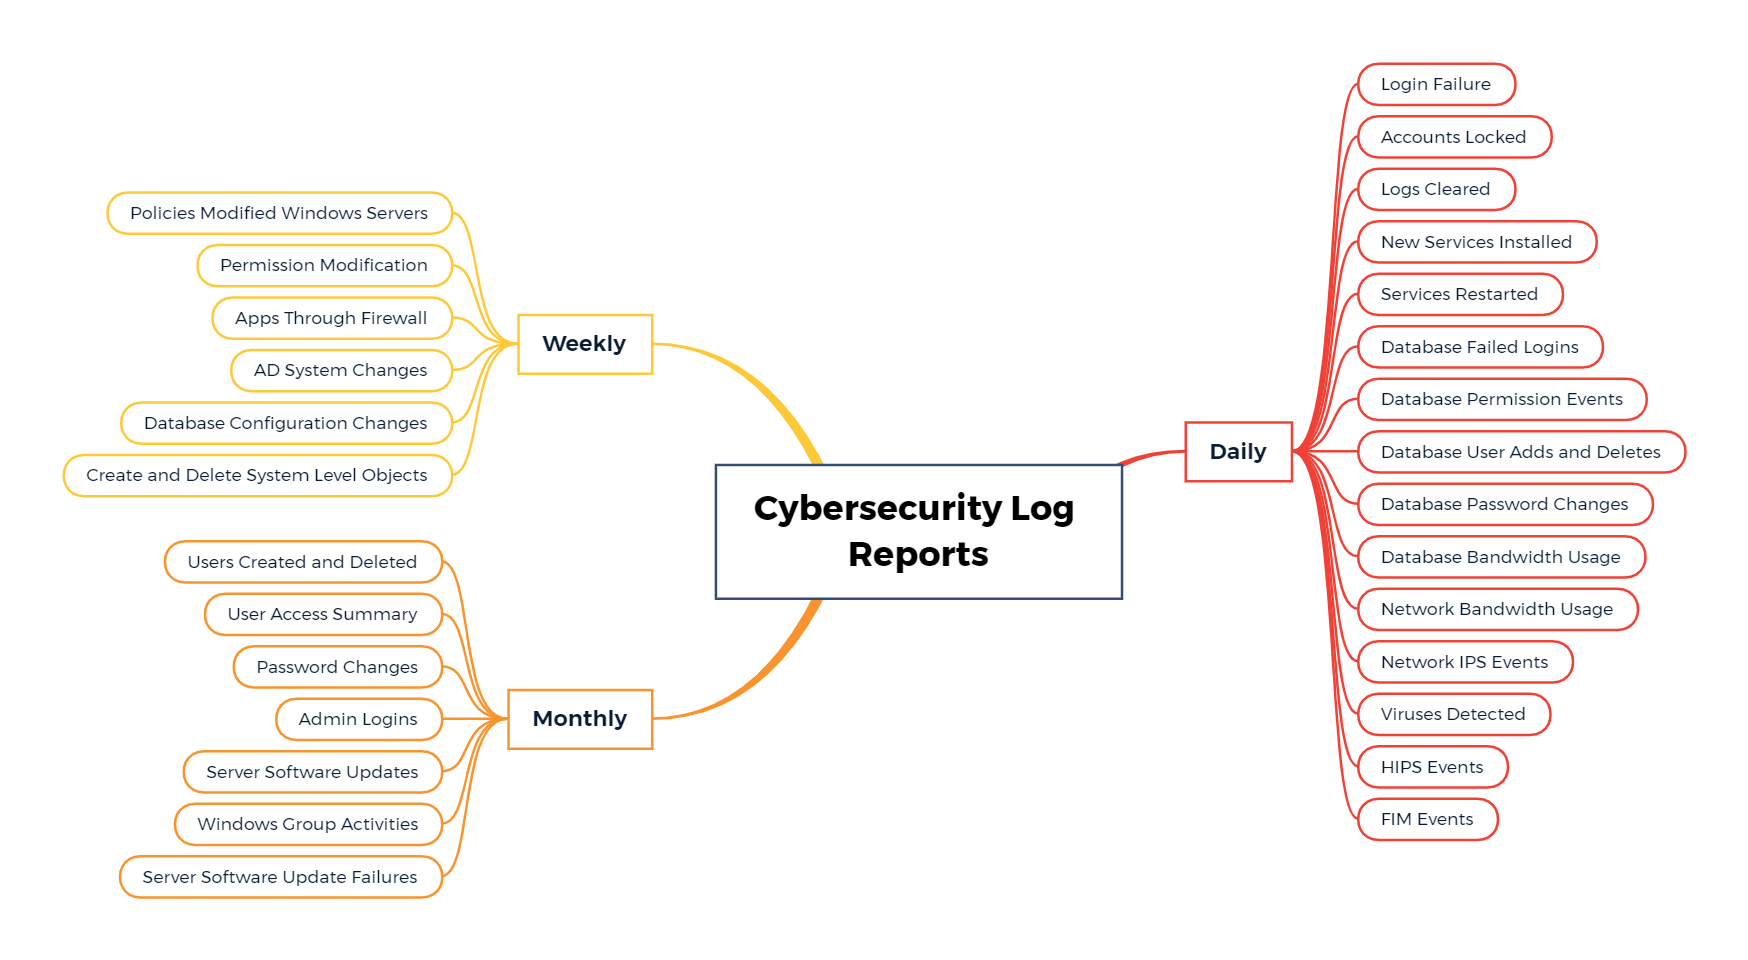 Cybersecurity Log
Reports
Daily
Login Failure
Accounts Locked
Logs Cleared
New Services Installed
Services Restarted
Database Failed Logins
Database Permission Events
Database User Adds and Deletes
Database Password Changes
Database Bandwidth Usage
Network Bandwidth Usage
Network IPS Events
Viruses Detected
HIPS Events
FIM Events
Weekly
Policies Modified Windows Servers
Permission Modification
Apps Through Firewall
AD System Changes
Database Configuration Changes
Create and Delete System Level Objects
Monthly
Users Created and Deleted
User Access Summary
Password Changes
Admin Logins
Server Software Updates
Windows Group Activities
Server Software Update Failures